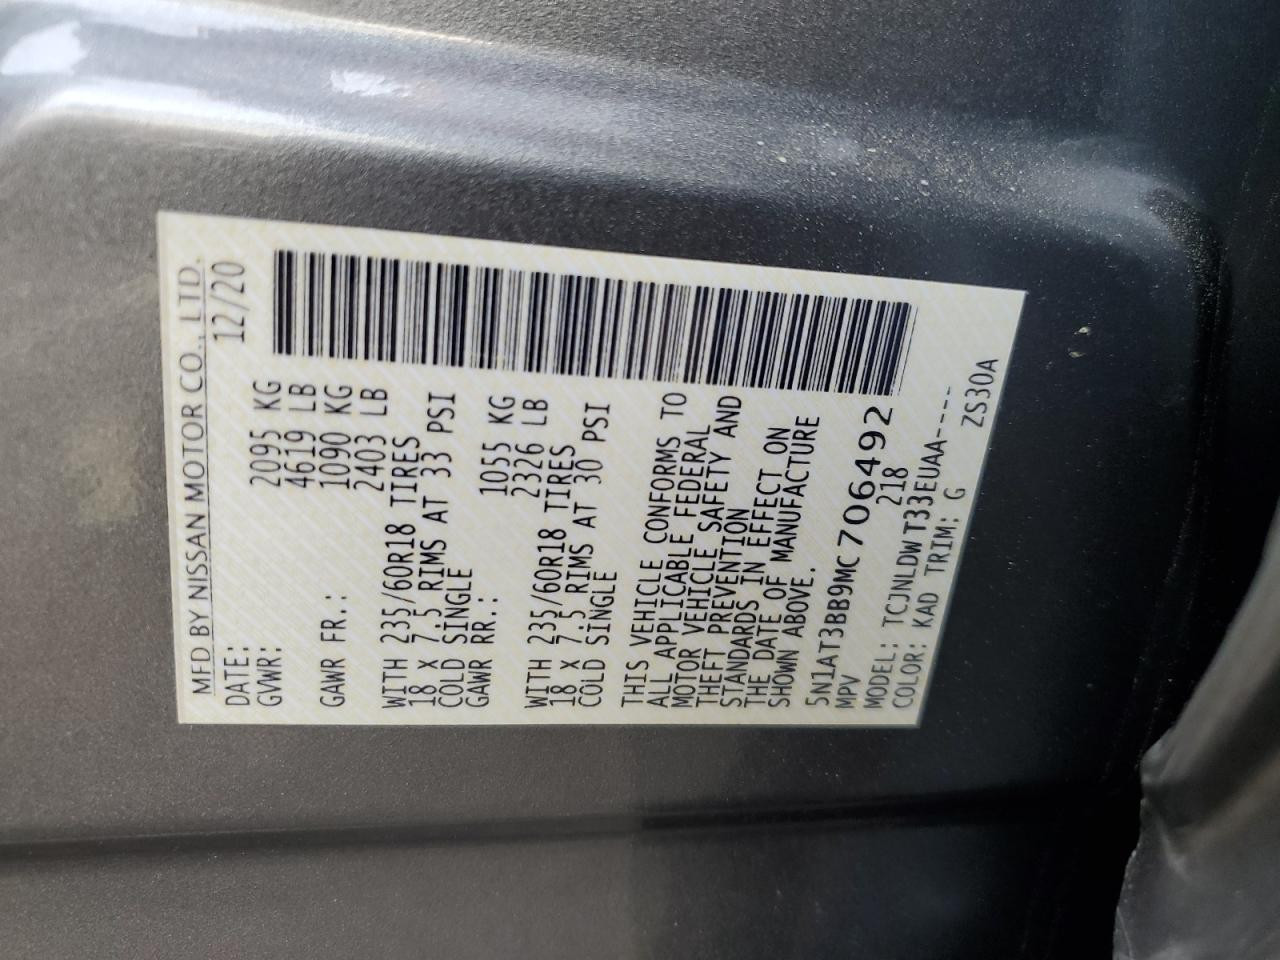 MFD BY NISSAN MOTOR CO., LTD.
DATE: 12/20
GVWR: 2095 KG
4619 LB
GAWR FR.: 1090 KG
2403 LB
WITH 235/60R18 TIRES
18 X 7.5 RIMS AT 33 PSI
COLD SINGLE
GAWR RR.: 1055 KG
2326 LB
WITH 235/60R18 TIRES
18 X 7.5 RIMS AT 30 PSI
COLD SINGLE
THIS VEHICLE CONFORMS TO
ALL APPLICABLE FEDERAL
MOTOR VEHICLE SAFETY AND
THEFT PREVENTION
STANDARDS IN EFFECT ON
THE DATE OF MANUFACTURE
SHOWN ABOVE.
5N1AT3BB9MC706492
MPV 218
MODEL: TCJNLDWT33EUAA----
COLOR: KAD TRIM: G ZS30A